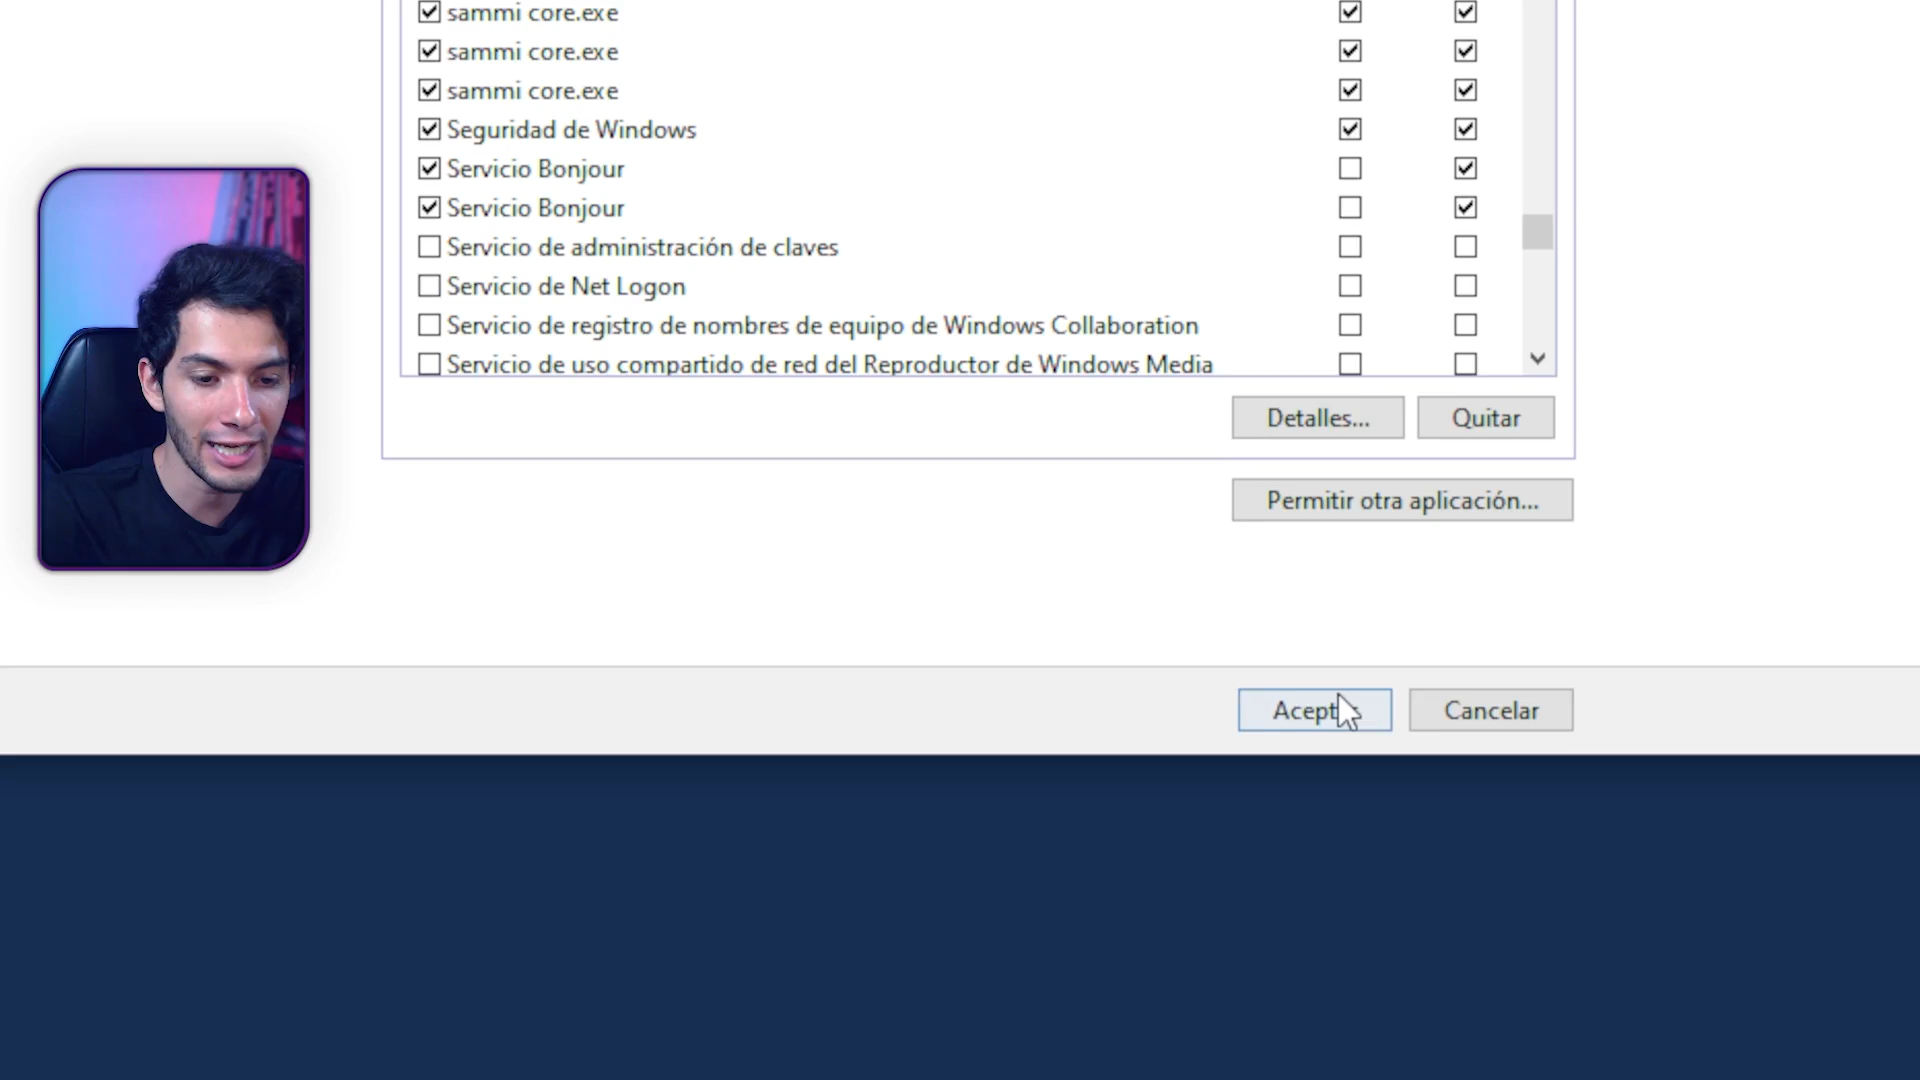 sammi core.exe
sammi core.exe
sammi core.exe
Seguridad de Windows
Servicio Bonjour
Servicio Bonjour
Servicio de administración de claves
Servicio de Net Logon
Servicio de registro de nombres de equipo de Windows Collaboration
Servicio de uso compartido de red del Reproductor de Windows Media
Detalles... Quitar
Permitir otra aplicación...
Aceptar Cancelar